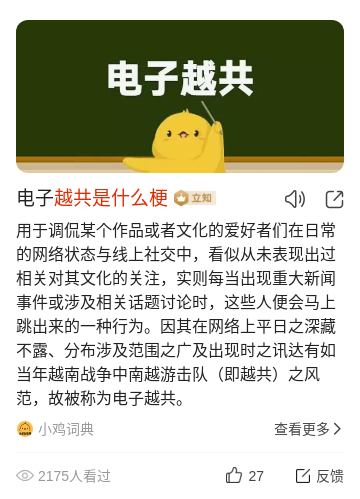 电子越共
电子越共是什么梗 立知
用于调侃某个作品或者文化的爱好者们在日常
的网络状态与线上社交中，看似从未表现出过
相关对其文化的关注，实则每当出现重大新闻
事件或涉及相关话题讨论时，这些人便会马上
跳出来的一种行为。因其在网络上平日之深藏
不露、分布涉及范围之广及出现时之迅达有如
当年越南战争中南越游击队（即越共）之风
范，故被称为电子越共。
小鸡词典 查看更多
2175人看过 27 反馈